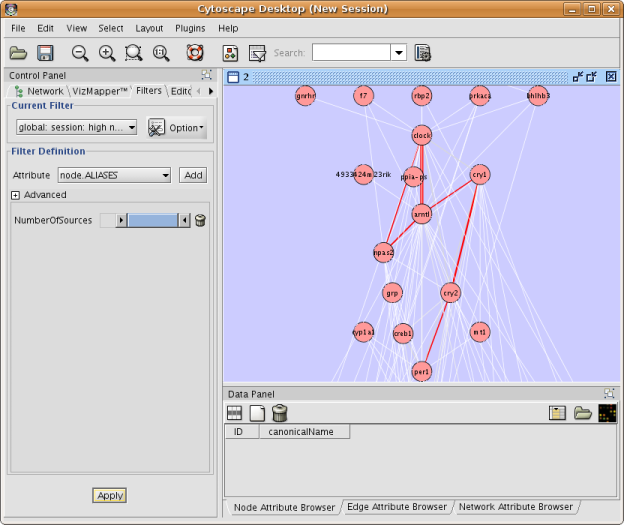 Cytoscape Desktop (New Session)
File Edit View Select Layout Plugins Help
Search:
Control Panel
Network VizMapper™ Filters Edito
Current Filter
global: session: high n... Option
Filter Definition
Attribute node.ALIASES Add
Advanced
NumberOfSources
Apply
2
gnrhr f7 rbp2 prkaca bhlhb3
clock
4933424m23rik ppia-ps cry1
arntl
npas2
grp cry2
cyp1a1 creb1 mt1
per1
Data Panel
ID canonicalName
Node Attribute Browser Edge Attribute Browser Network Attribute Browser